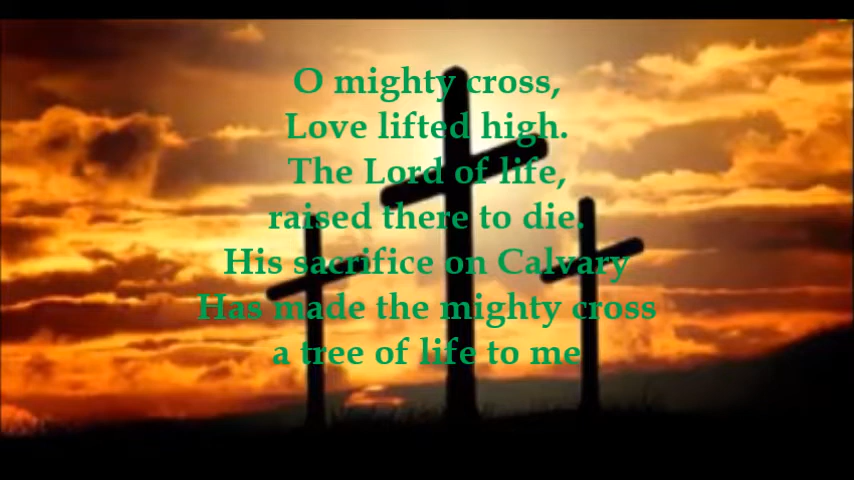 O mighty cross,
Love lifted high.
The Lord of life,
raised there to die.
His sacrifice on Calvary
Has made the mighty cross
a tree of life to me